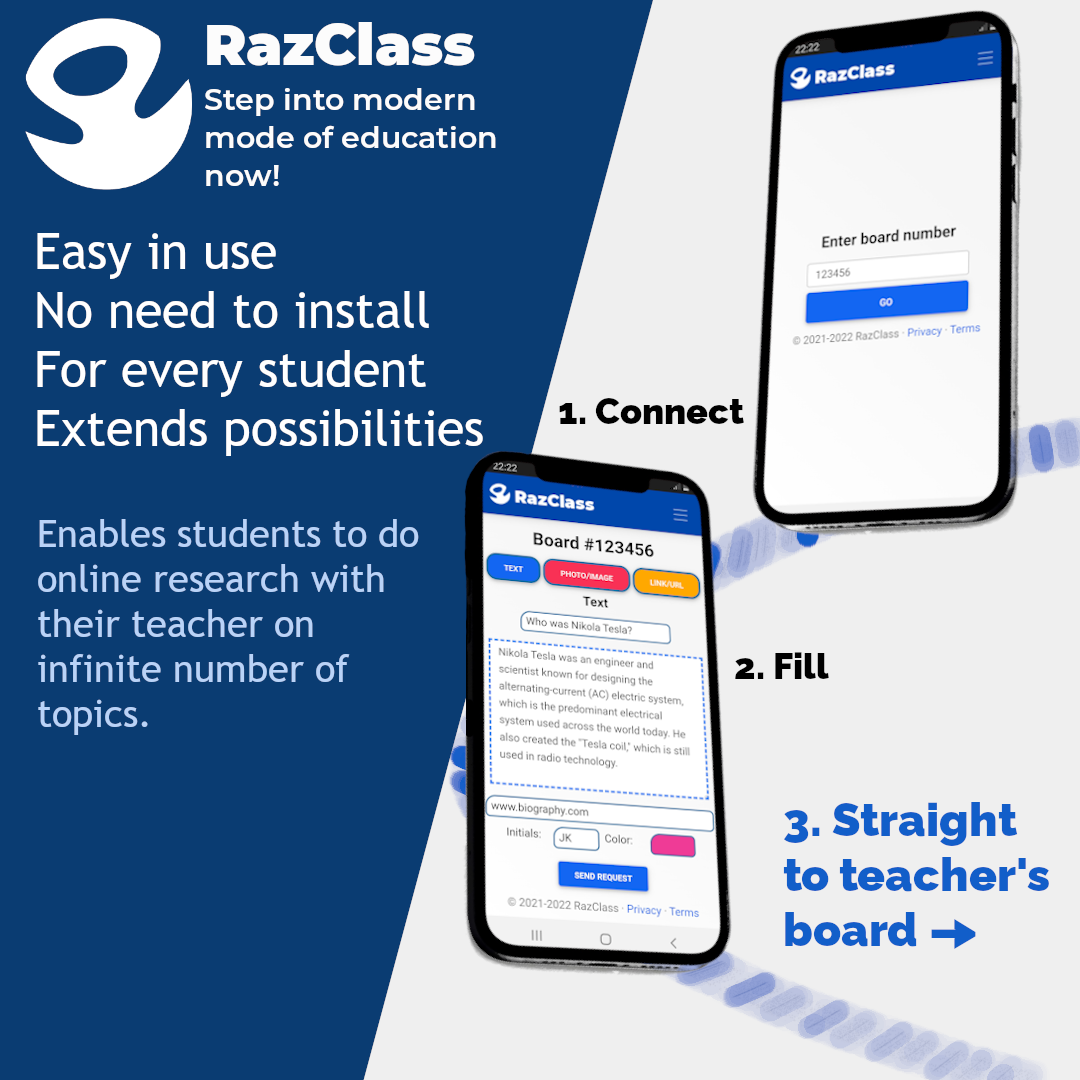 RazClass
Step into modern
mode of education
now!
Easy in use
No need to install
For every student
Extends possibilities
Enables students to do
online research with
their teacher on
infinite number of
topics.
22:22
RazClass
Enter board number
123456
GO
© 2021-2022 RazClass · Privacy · Terms
1. Connect
22:22
RazClass
Board #123456
TEXT
PHOTO/IMAGE
LINK/URL
Text
Who was Nikola Tesla?
Nikola Tesla was an engineer and
scientist known for designing the
alternating-current (AC) electric system,
which is the predominant electrical
system used across the world today. He
also created the "Tesla coil," which is still
used in radio technology.
www.biography.com
Initials: JK Color:
SEND REQUEST
© 2021-2022 RazClass · Privacy · Terms
2. Fill
3. Straight
to teacher's
board →